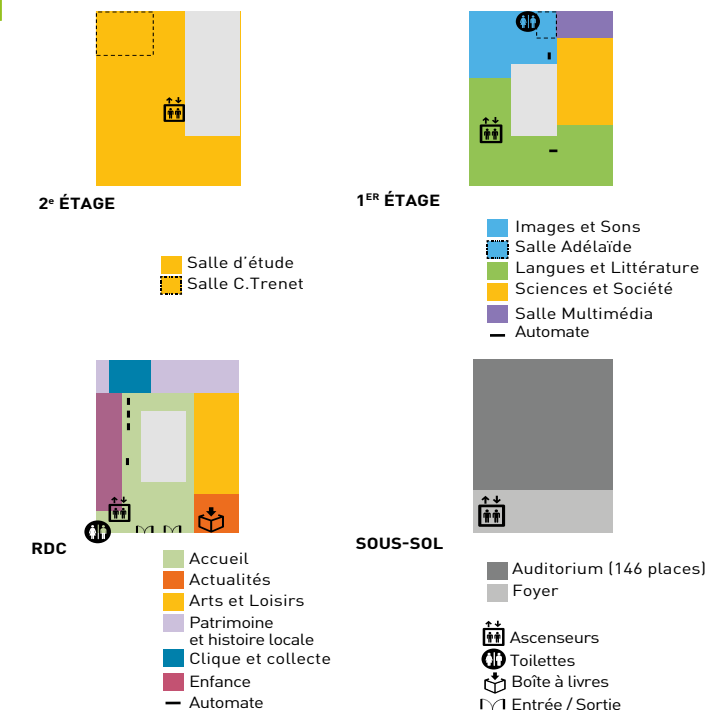 2e ÉTAGE
Salle d'étude
Salle C.Trenet
1ER ÉTAGE
Images et Sons
Salle Adélaïde
Langues et Littérature
Sciences et Société
Salle Multimédia
Automate
RDC
Accueil
Actualités
Arts et Loisirs
Patrimoine
et histoire locale
Clique et collecte
Enfance
Automate
SOUS-SOL
Auditorium (146 places)
Foyer
Ascenseurs
Toilettes
Boîte à livres
Entrée / Sortie